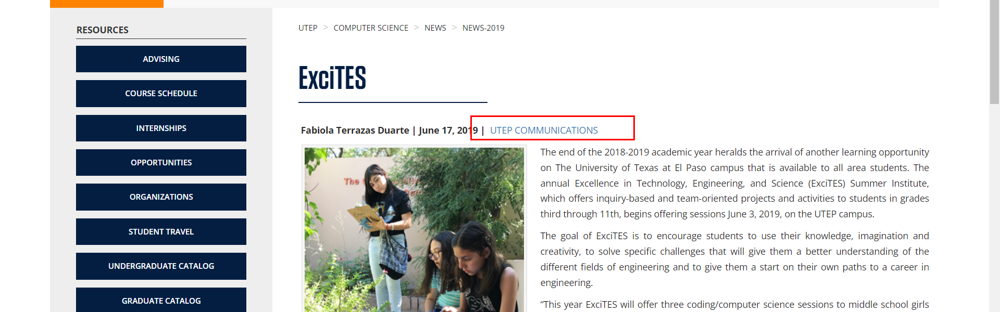 RESOURCES
ADVISING
COURSE SCHEDULE
INTERNSHIPS
OPPORTUNITIES
ORGANIZATIONS
STUDENT TRAVEL
UNDERGRADUATE CATALOG
GRADUATE CATALOG
UTEP > COMPUTER SCIENCE > NEWS > NEWS-2019
ExciTES
Fabiola Terrazas Duarte | June 17, 2019 | UTEP COMMUNICATIONS
The
The end of the 2018-2019 academic year heralds the arrival of another learning opportunity
on The University of Texas at El Paso campus that is available to all area students. The
annual Excellence in Technology, Engineering, and Science (ExciTES) Summer Institute,
which offers inquiry-based and team-oriented projects and activities to students in grades
third through 11th, begins offering sessions June 3, 2019, on the UTEP campus.
The goal of ExciTES is to encourage students to use their knowledge, imagination and
creativity, to solve specific challenges that will give them a better understanding of the
different fields of engineering and to give them a start on their own paths to a career in
engineering.
“This year ExciTES will offer three coding/computer science sessions to middle school girls